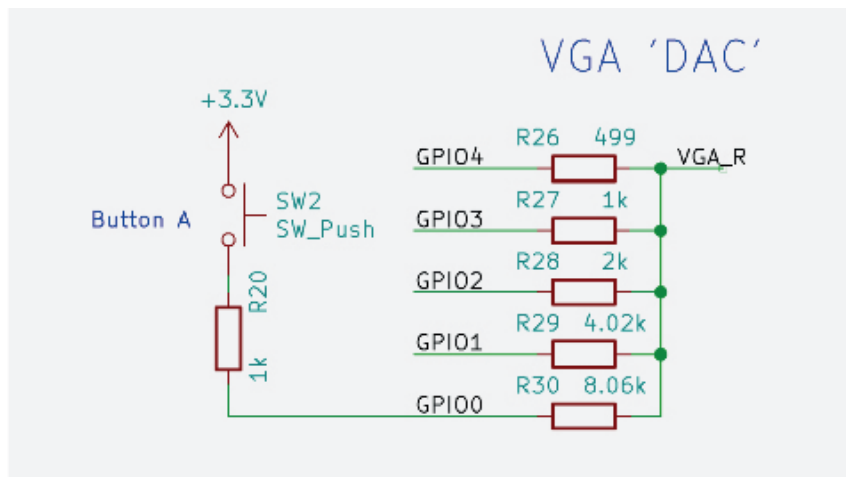 VGA 'DAC'
+3.3V
Button A
SW2
SW_Push
R20
1k
R26 499
GPIO4
VGA_R
R27 1k
GPIO3
R28 2k
GPIO2
R29 4.02k
GPIO1
R30 8.06k
GPIO0